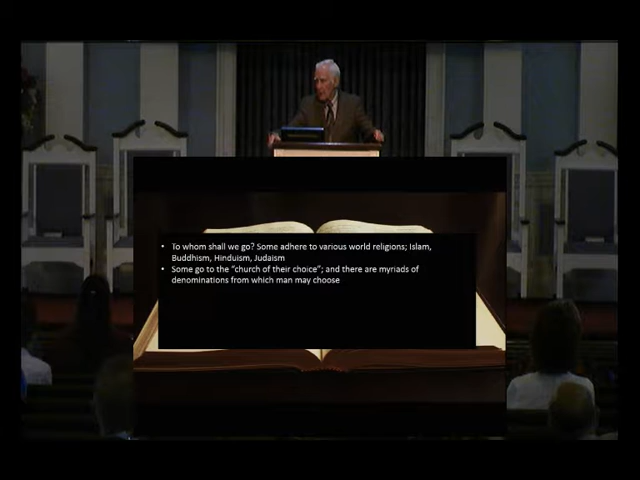 • To whom shall we go? Some adhere to various world religions; Islam,
Buddhism, Hinduism, Judaism
• Some go to the "church of their choice"; and there are myriads of
denominations from which man may choose